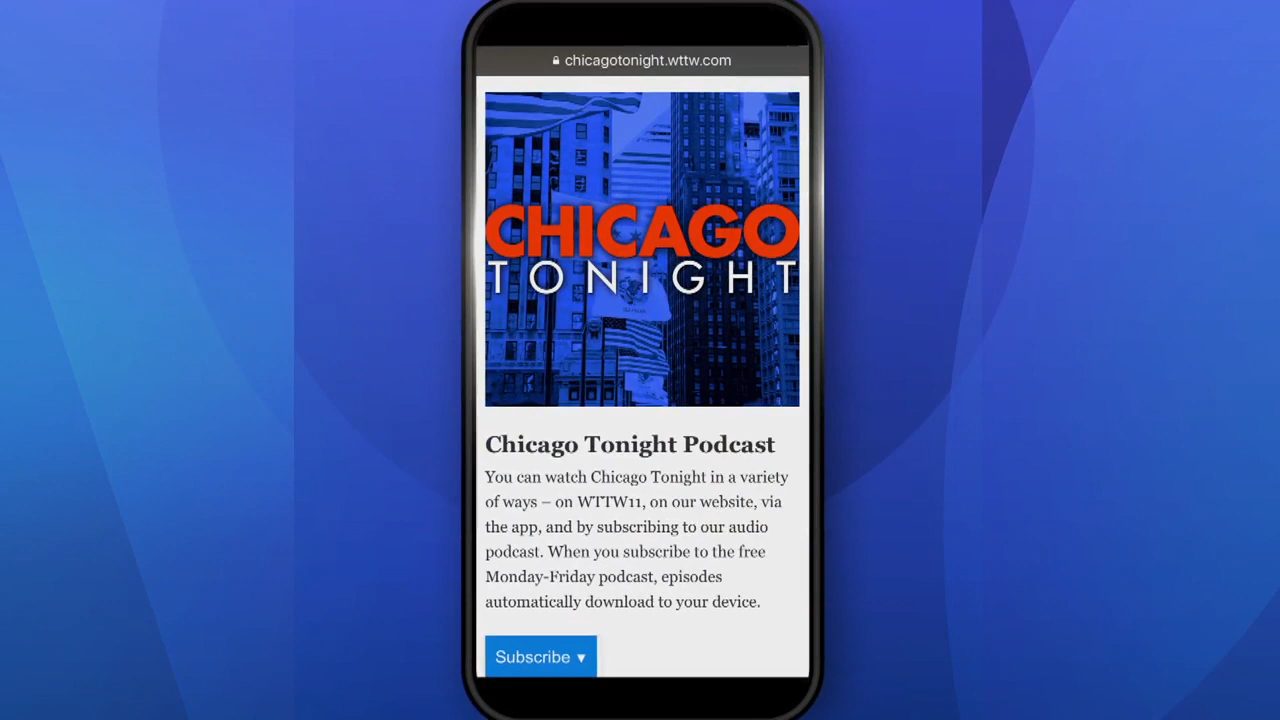 chicagotonight.wttw.com
CHICAGO
TONIGHT
Chicago Tonight Podcast
You can watch Chicago Tonight in a variety
of ways – on WTTW11, on our website, via
the app, and by subscribing to our audio
podcast. When you subscribe to the free
Monday-Friday podcast, episodes
automatically download to your device.
Subscribe ▼